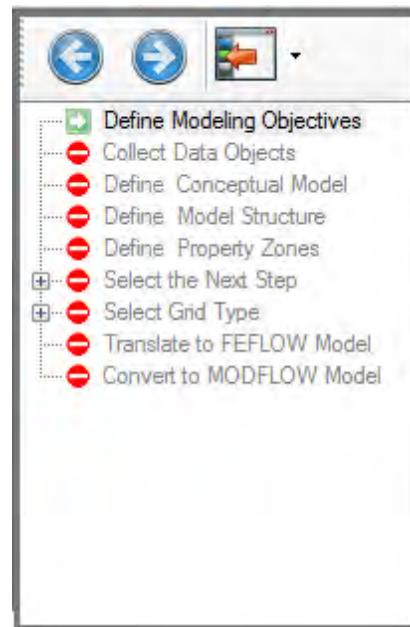 Define Modeling Objectives
Collect Data Objects
Define Conceptual Model
Define Model Structure
Define Property Zones
Select the Next Step
Select Grid Type
Translate to FEFLOW Model
Convert to MODFLOW Model